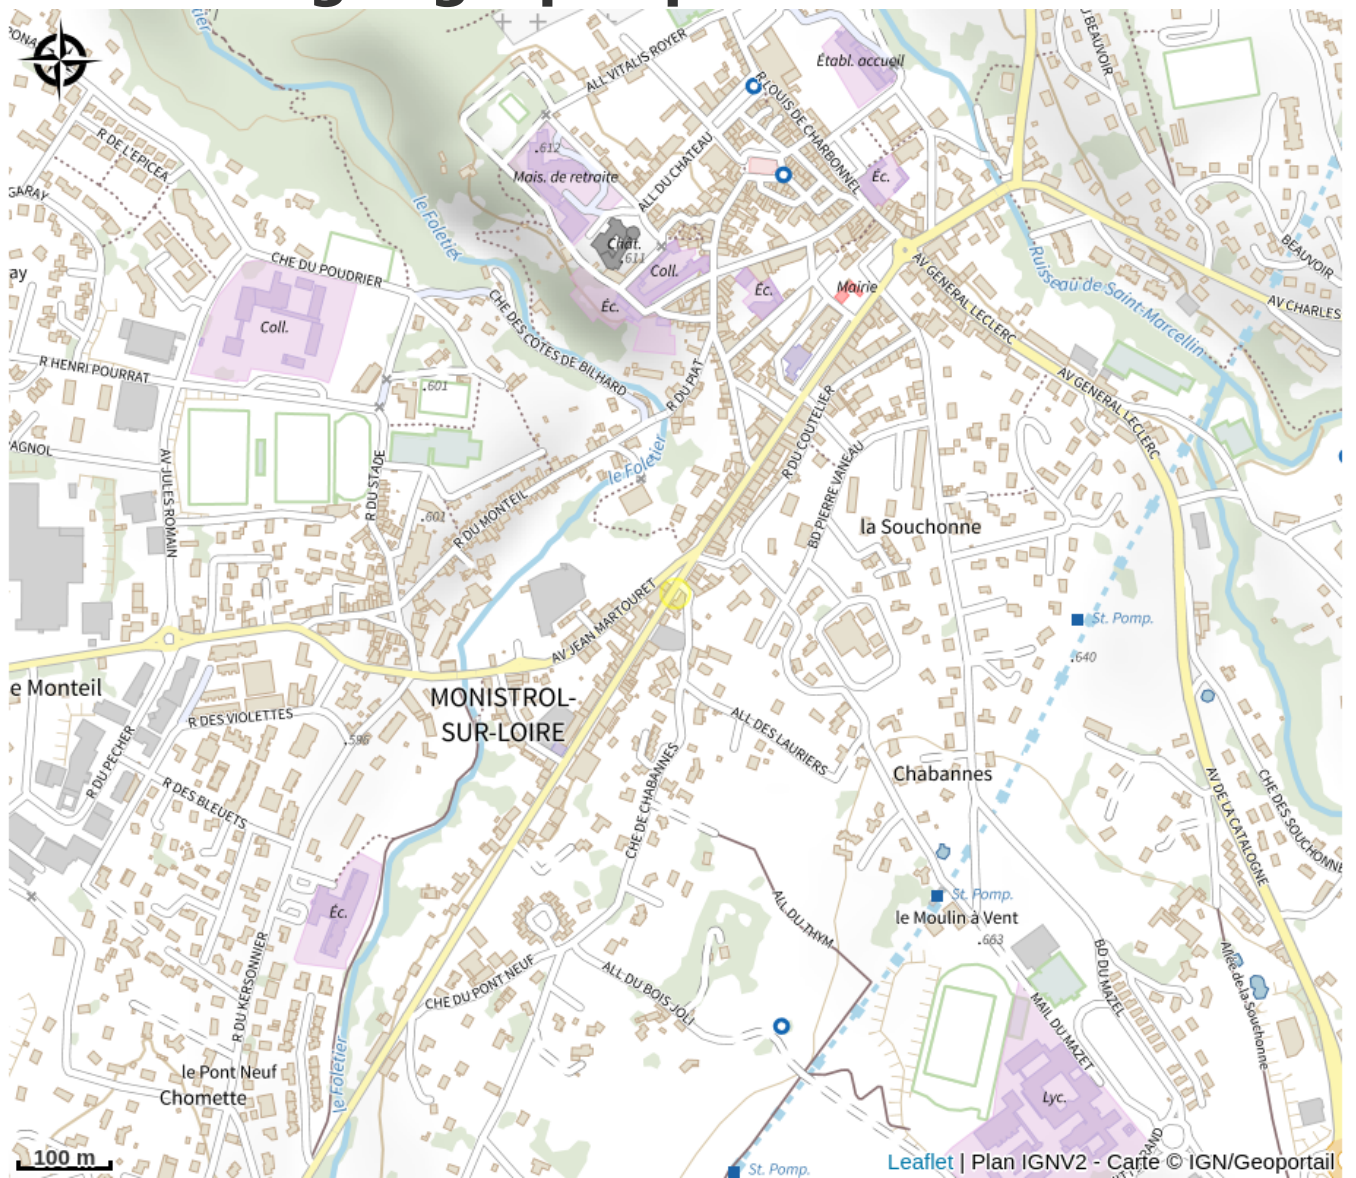 le Foletier
ALL VITALIS ROYER
Établ. accueil
R LOUIS DE CHARBONNEL
R DE L'EPICEA
GARAY
.612
Mais. de retraite
ALL DU CHATEAU
Éc.
le Foletier
Chât.
.611
Coll.
Éc.
Éc.
Mairie
BEAUVOIR
BEAUVOIR
Ruisseau de Saint-Marcellin
AV CHARLES
ay
CHE DU POUDRIER
Coll.
CHE DES COTES DE BILHARD
AV GENERAL LECLERC
AV GENERAL LECLERC
R HENRI POURRAT
.601
R DU PIAT
R DU COUTELIER
AGNOL
AV JULES ROMAIN
R DU STADE
le Foletier
BD PIERRE VANEAU
.601
R DU MONTEIL
la Souchonne
AV JEAN MARTOURET
St. Pomp.
.640
e Monteil
MONISTROL-
SUR-LOIRE
R DES VIOLETTES
.595
R DU PECHER
R DES BLEUETS
ALL DES LAURIERS
CHE DE CHABANNES
Chabannes
AV DE LA CATALOGNE
CHE DES SOUCHONNE
Éc.
St. Pomp.
le Moulin à Vent
.663
ALL DU THYM
R DU KERSONNIER
CHE DU PONT NEUF
ALL DU BOIS JOLI
BD DU MAZEL
MAIL DU MAZET
Allée de la Souchonne
le Pont Neuf
Chomette
le Foletier
Lyc.
100 m
St. Pomp.
Leaflet | Plan IGNV2 - Carte © IGN/Geoportail